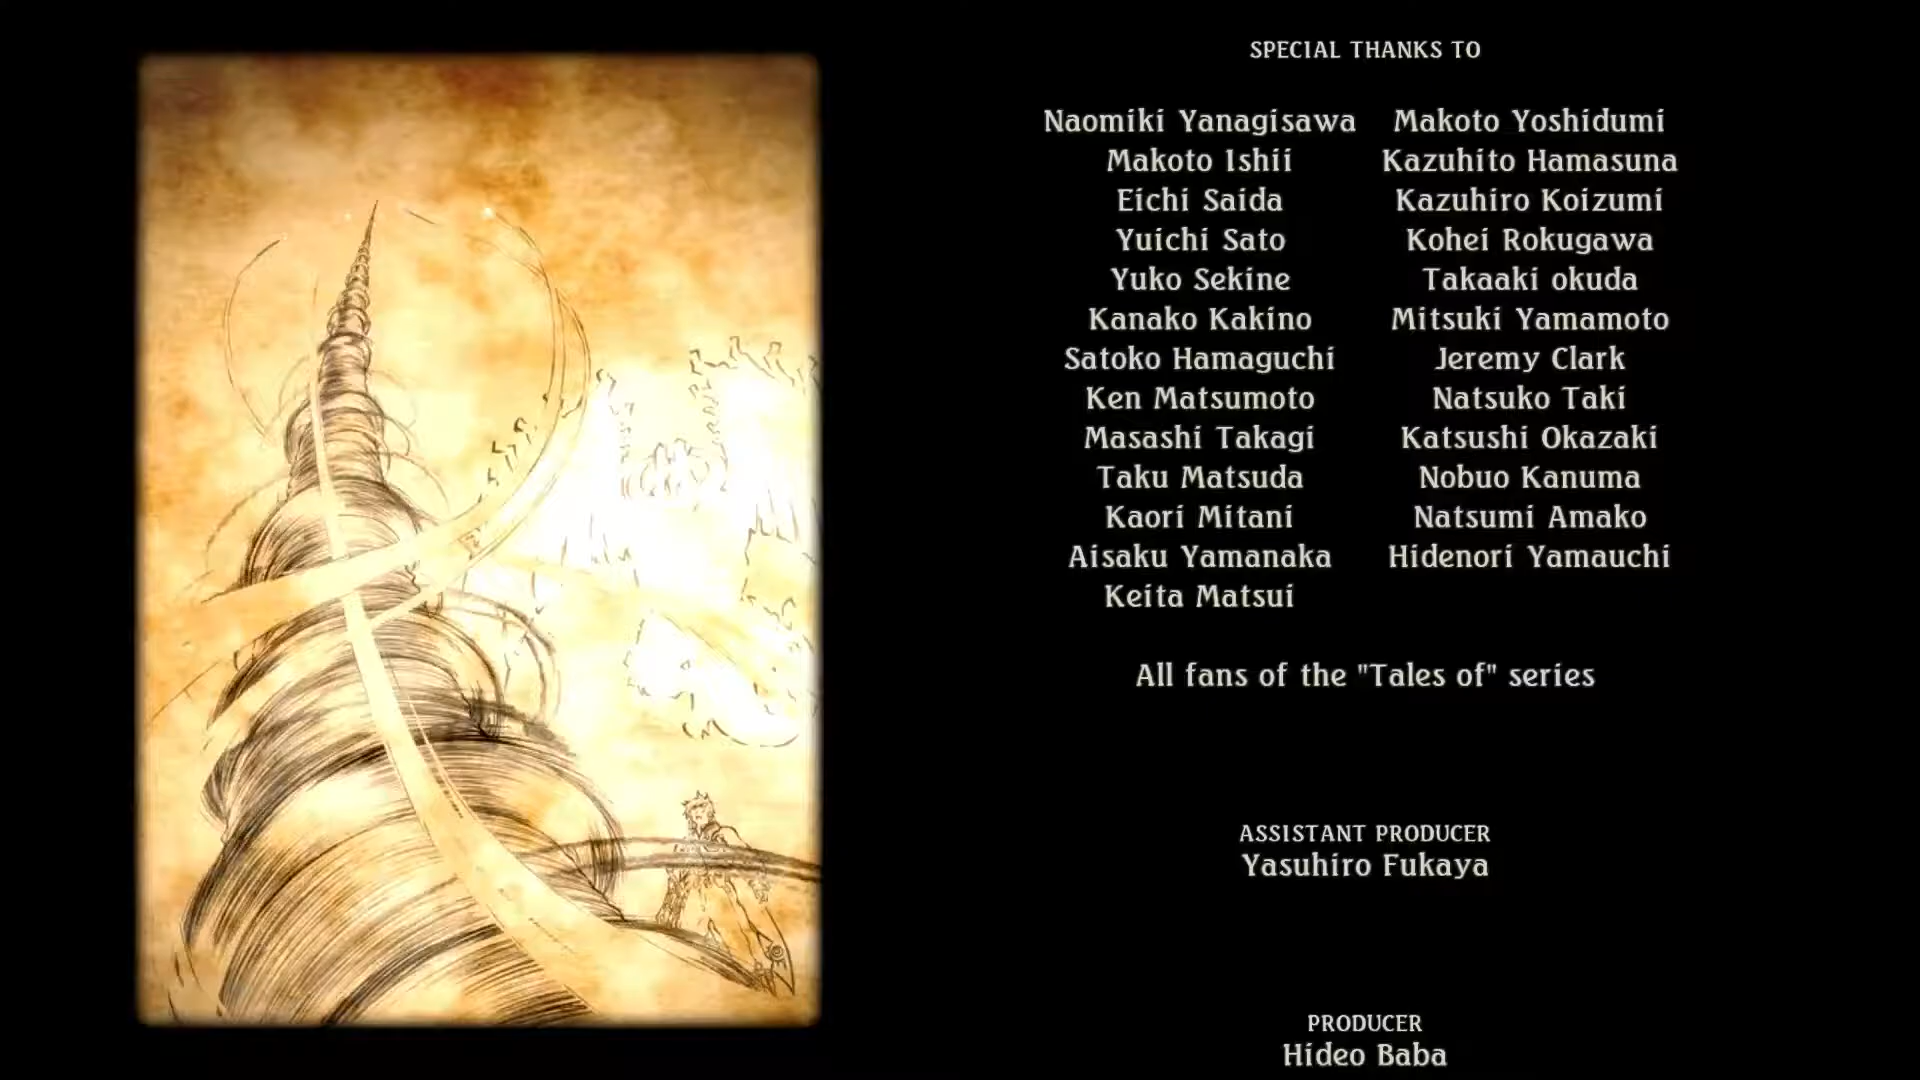 SPECIAL THANKS TO
Naomiki Yanagisawa Makoto Yoshidumi
Makoto Ishii Kazuhito Hamasuna
Eichi Saida Kazuhiro Koizumi
Yuichi Sato Kohei Rokugawa
Yuko Sekine Takaaki okuda
Kanako Kakino Mitsuki Yamamoto
Satoko Hamaguchi Jeremy Clark
Ken Matsumoto Natsuko Taki
Masashi Takagi Katsushi Okazaki
Taku Matsuda Nobuo Kanuma
Kaori Mitani Natsumi Amako
Aisaku Yamanaka Hidenori Yamauchi
Keita Matsui
All fans of the "Tales of" series
ASSISTANT PRODUCER
Yasuhiro Fukaya
PRODUCER
Hideo Baba